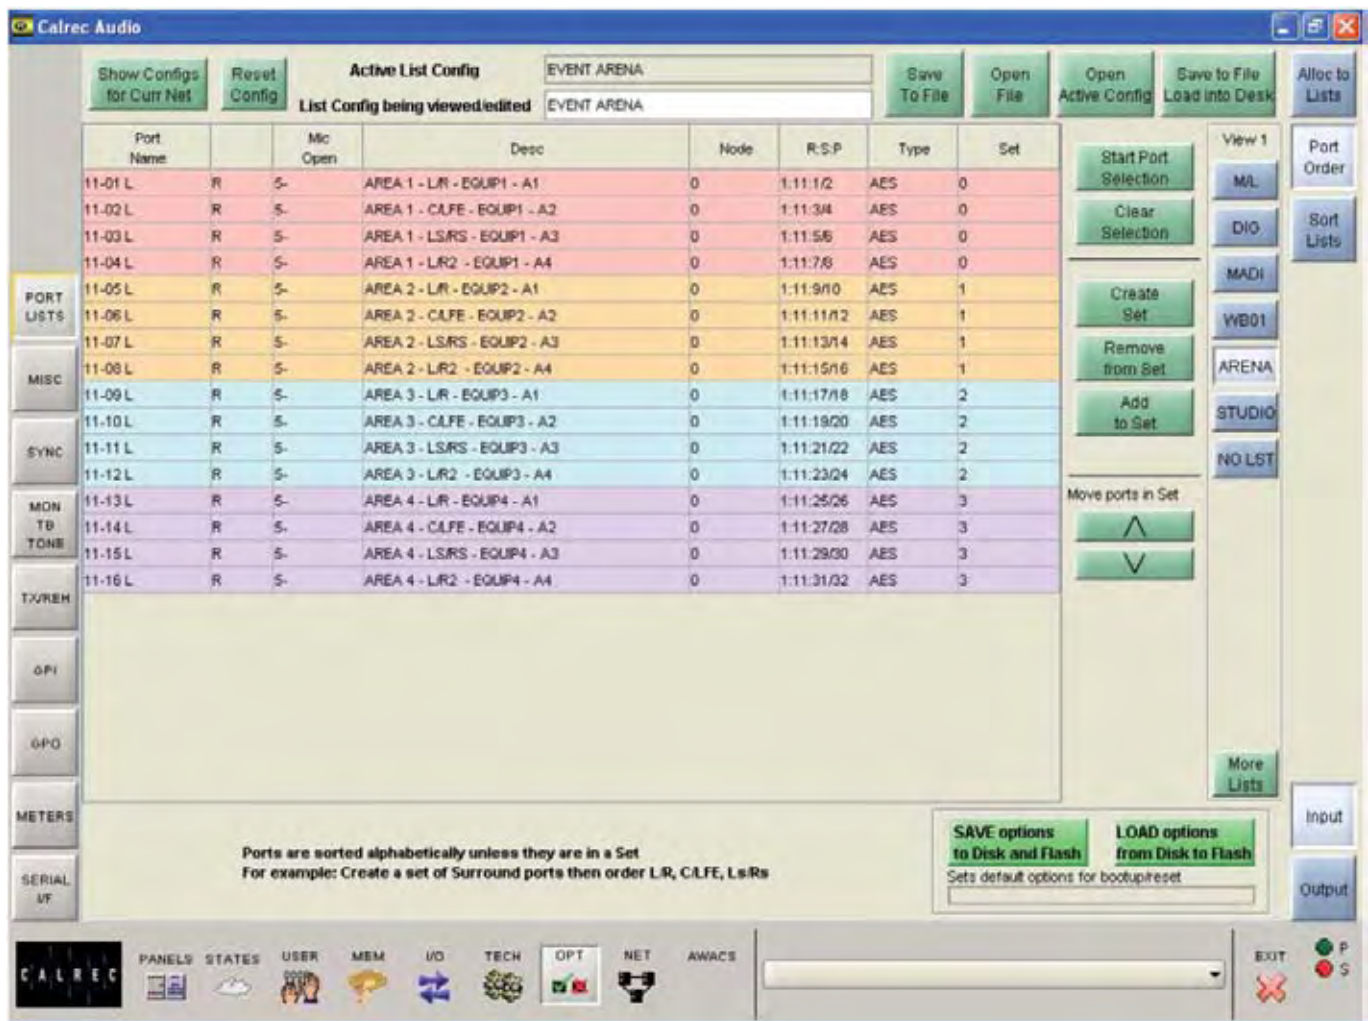 Calrec Audio
Show Configs for Curr Net
Reset Config
Active List Config
EVENT ARENA
List Config being viewed/edited
EVENT ARENA
Save To File
Open File
Open Active Config
Save to File Load into Desk
Alloc to Lists
Port Name Mic Open Desc Node R:S:P Type Set
11-01 L R 5- AREA 1 - L/R - EQUIP1 - A1 0 1:11:1/2 AES 0
11-02 L R 5- AREA 1 - C/LFE - EQUIP1 - A2 0 1:11:3/4 AES 0
11-03 L R 5- AREA 1 - LS/RS - EQUIP1 - A3 0 1:11:5/6 AES 0
11-04 L R 5- AREA 1 - L/R2 - EQUIP1 - A4 0 1:11:7/8 AES 0
11-05 L R 5- AREA 2 - L/R - EQUIP2 - A1 0 1:11:9/10 AES 1
11-06 L R 5- AREA 2 - C/LFE - EQUIP2 - A2 0 1:11:11/12 AES 1
11-07 L R 5- AREA 2 - LS/RS - EQUIP2 - A3 0 1:11:13/14 AES 1
11-08 L R 5- AREA 2 - L/R2 - EQUIP2 - A4 0 1:11:15/16 AES 1
11-09 L R 5- AREA 3 - L/R - EQUIP3 - A1 0 1:11:17/18 AES 2
11-10 L R 5- AREA 3 - C/LFE - EQUIP3 - A2 0 1:11:19/20 AES 2
11-11 L R 5- AREA 3 - LS/RS - EQUIP3 - A3 0 1:11:21/22 AES 2
11-12 L R 5- AREA 3 - L/R2 - EQUIP3 - A4 0 1:11:23/24 AES 2
11-13 L R 5- AREA 4 - L/R - EQUIP4 - A1 0 1:11:25/26 AES 3
11-14 L R 5- AREA 4 - C/LFE - EQUIP4 - A2 0 1:11:27/28 AES 3
11-15 L R 5- AREA 4 - LS/RS - EQUIP4 - A3 0 1:11:29/30 AES 3
11-16 L R 5- AREA 4 - L/R2 - EQUIP4 - A4 0 1:11:31/32 AES 3
Start Port Selection
Clear Selection
Create Set
Remove from Set
Add to Set
Move ports in Set
View 1
M/L
DIG
MADI
WB01
ARENA
STUDIO
NO LST
More Lists
Port Order
Sort Lists
Input
Output
PORT LISTS
MISC
SYNC
MON TB TONE
TX/REH
GPI
GPO
METERS
SERIAL I/F
Ports are sorted alphabetically unless they are in a Set
For example: Create a set of Surround ports then order L/R, C/LFE, Ls/Rs
SAVE options to Disk and Flash
LOAD options from Disk to Flash
Sets default options for bootup/reset
CALREC
PANELS STATES USER MEM I/O TECH OPT NET AWACS
EXIT
P
S